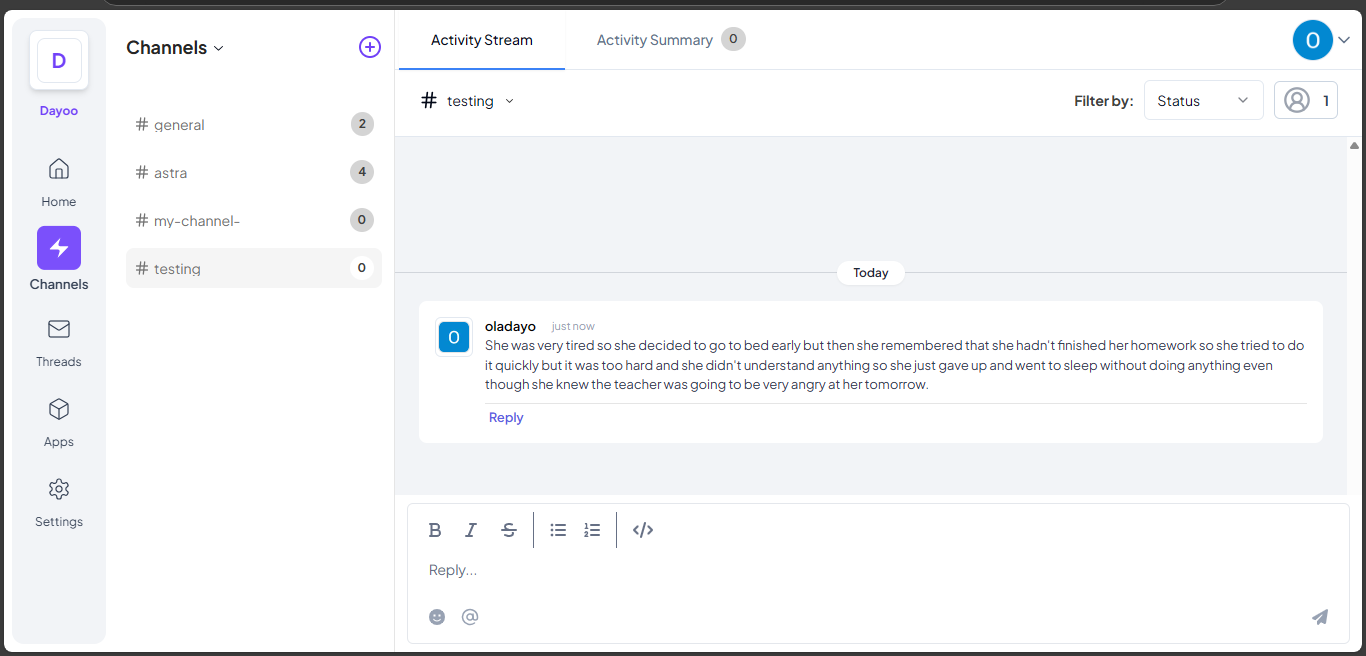 D
Dayoo
Home
Channels
Threads
Apps
Settings
Channels
# general 2
# astra 4
# my-channel- 0
# testing 0
Activity Stream
Activity Summary 0
O
# testing
Filter by: Status 1
Today
O
oladayo just now
She was very tired so she decided to go to bed early but then she remembered that she hadn't finished her homework so she tried to do
it quickly but it was too hard and she didn't understand anything so she just gave up and went to sleep without doing anything even
though she knew the teacher was going to be very angry at her tomorrow.
Reply
Reply...